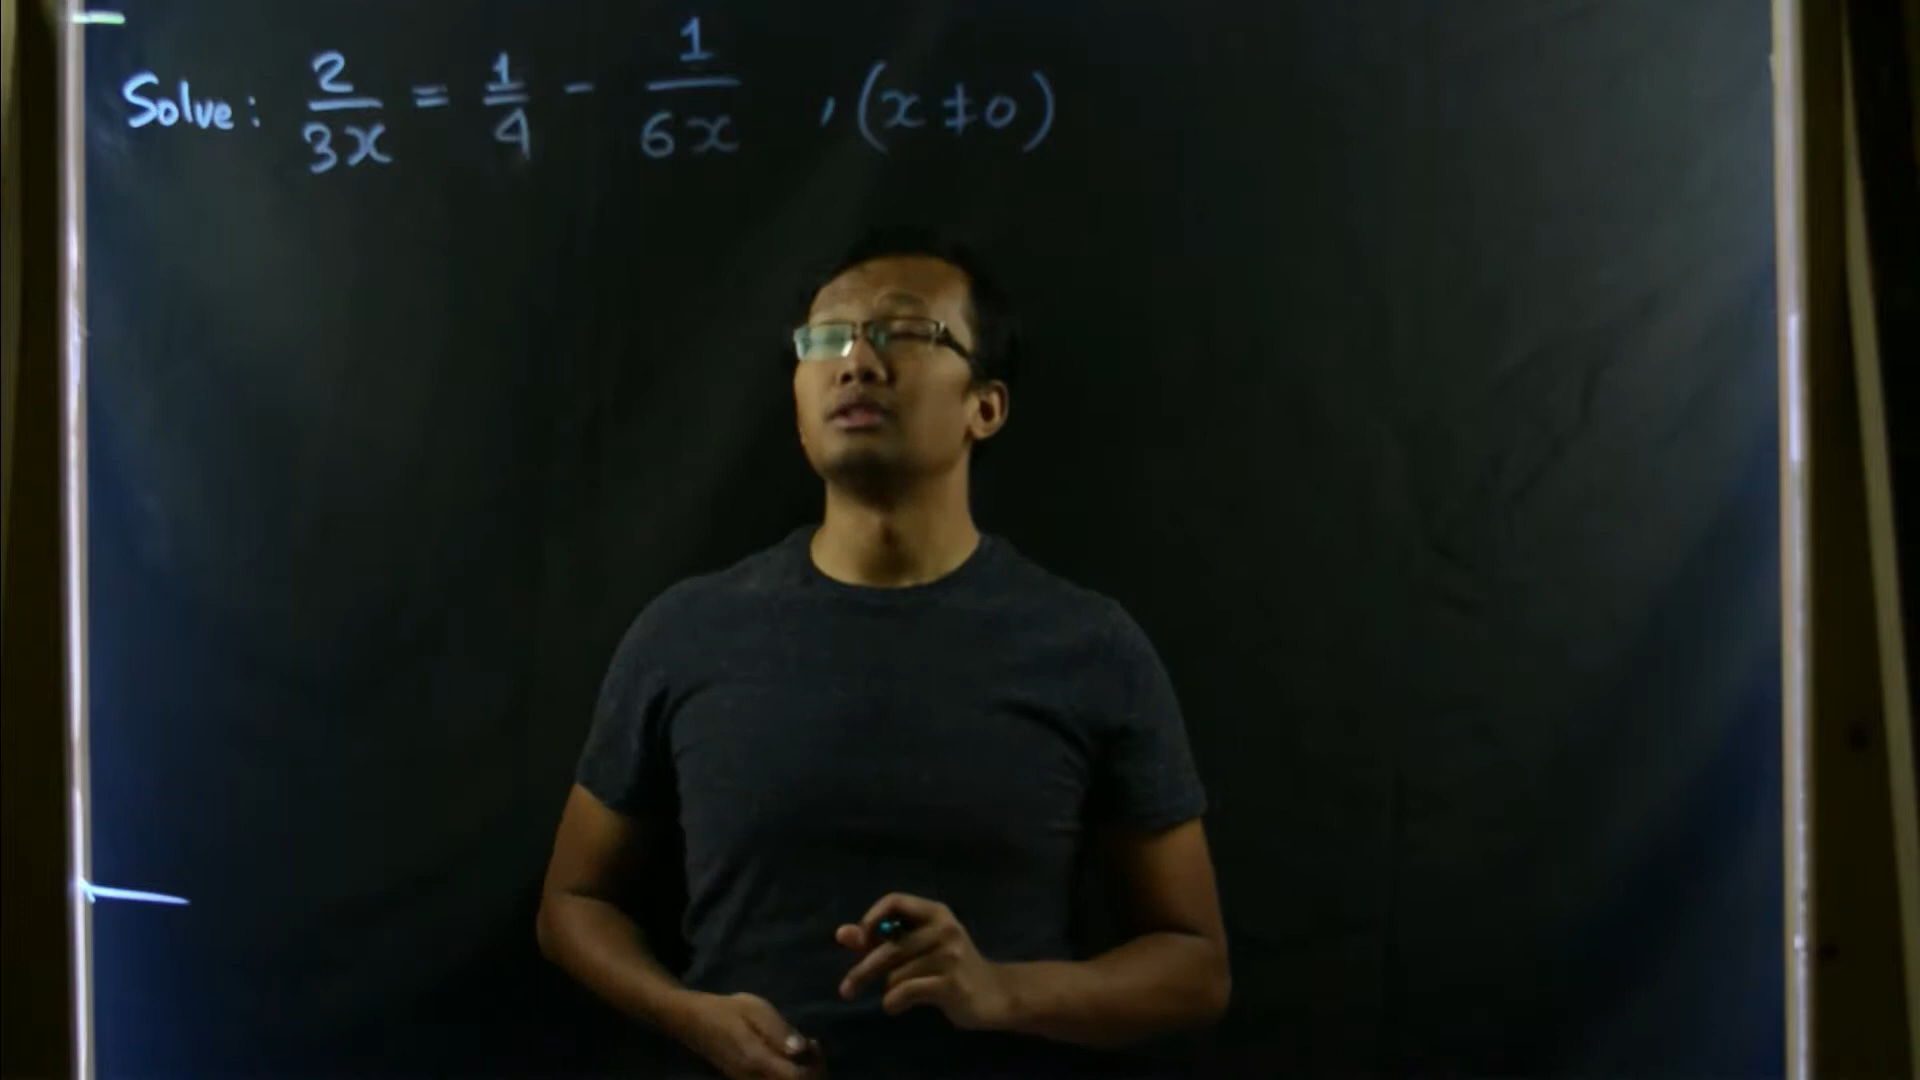 Solve: 2/3x = 1/4 - 1/6x , (x ≠ 0)